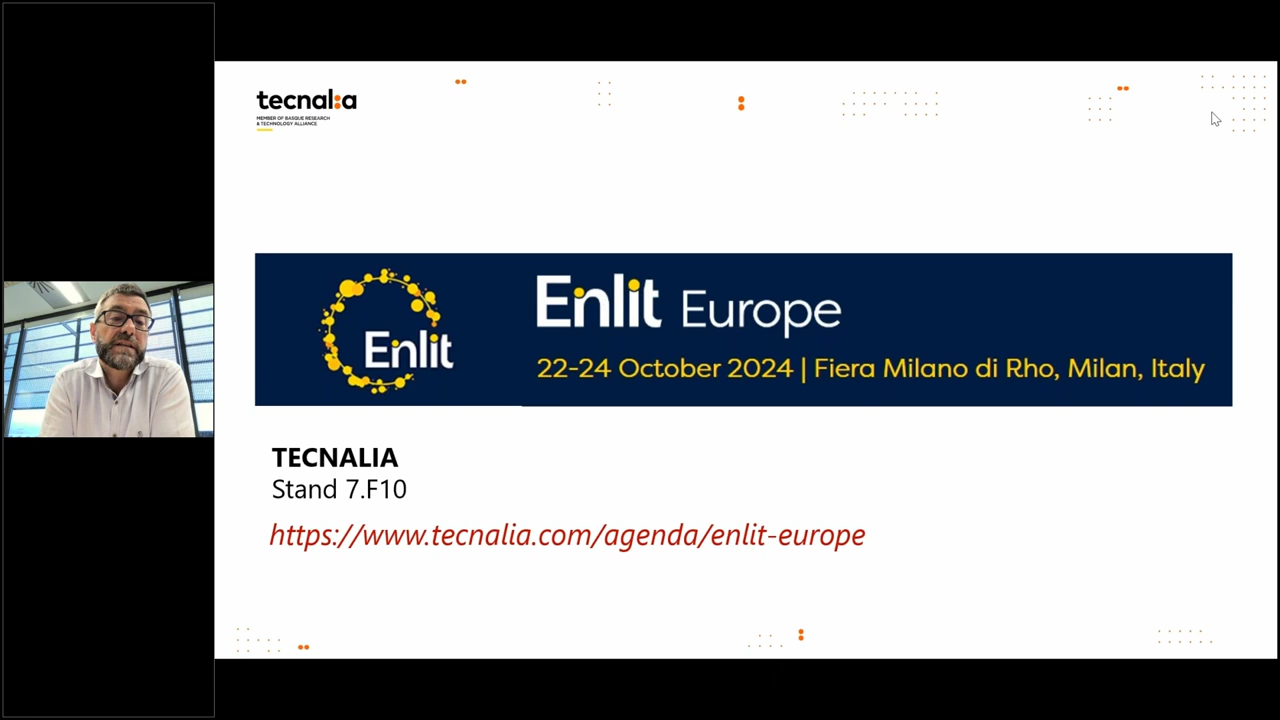 tecnalia
MEMBER OF BASQUE RESEARCH
& TECHNOLOGY ALLIANCE
Enlit
Enlit Europe
22-24 October 2024 | Fiera Milano di Rho, Milan, Italy
TECNALIA
Stand 7.F10
https://www.tecnalia.com/agenda/enlit-europe